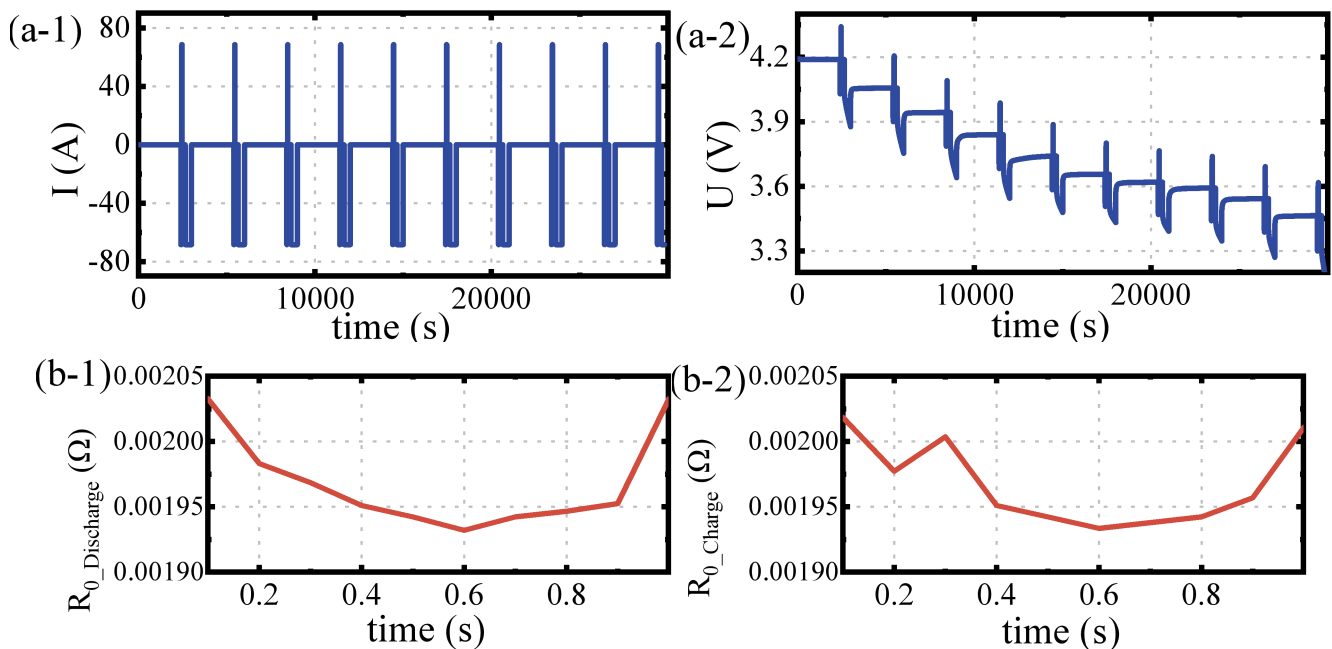 (a-1)
80
40
0
-40
-80
I (A)
0
10000
20000
time (s)
(a-2)
4.2
3.9
3.6
3.3
U (V)
0
10000
20000
time (s)
(b-1)
0.00205
0.00200
0.00195
0.00190
R0_Discharge (Ω)
0.2
0.4
0.6
0.8
time (s)
(b-2)
0.00205
0.00200
0.00195
0.00190
R0_Charge (Ω)
0.2
0.4
0.6
0.8
time (s)